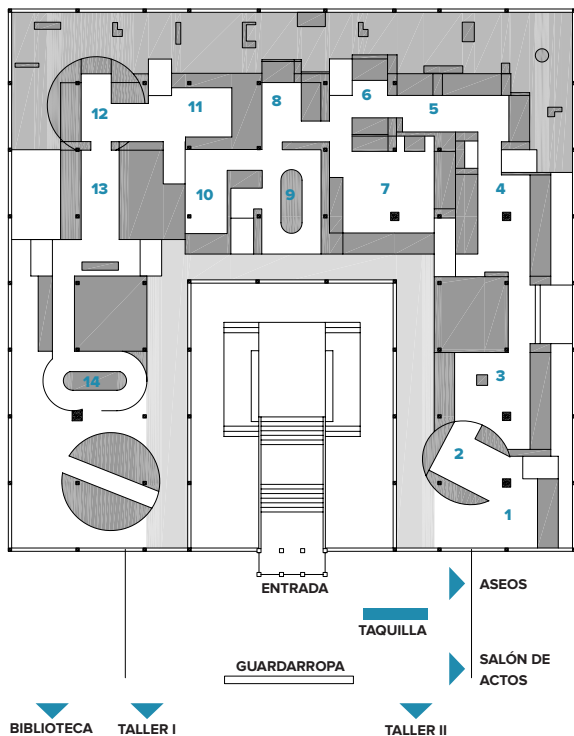 6
8
5
11
12
13
4
10
9
7
3
14
2
1
ENTRADA
ASEOS
TAQUILLA
GUARDARROPA
SALÓN DE
ACTOS
BIBLIOTECA
TALLER I
TALLER II